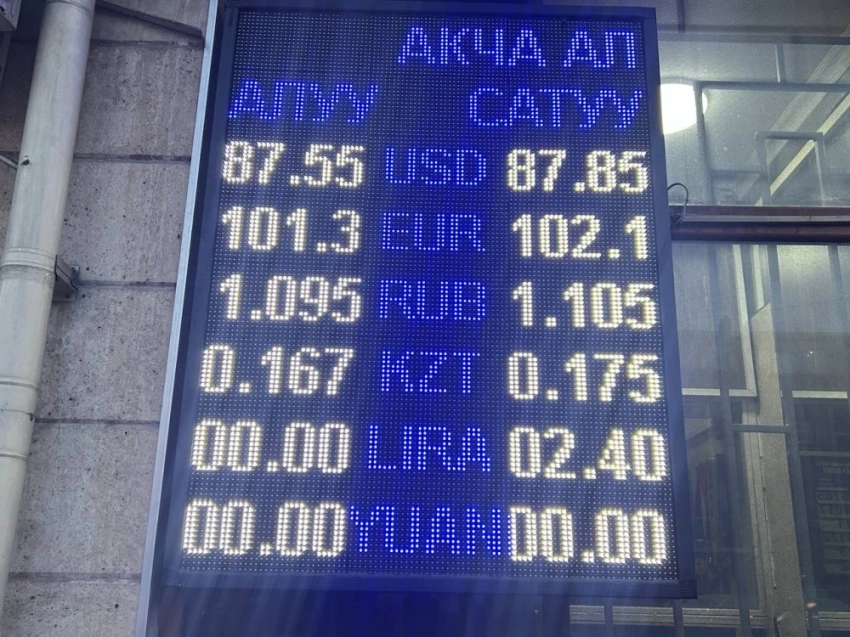 АКЧА АЛ
АЛУУ САТУУ
87.55 USD 87.85
101.3 EUR 102.1
1.095 RUB 1.105
0.167 KZT 0.175
00.00 LIRA 02.40
00.00 YUAN 00.00